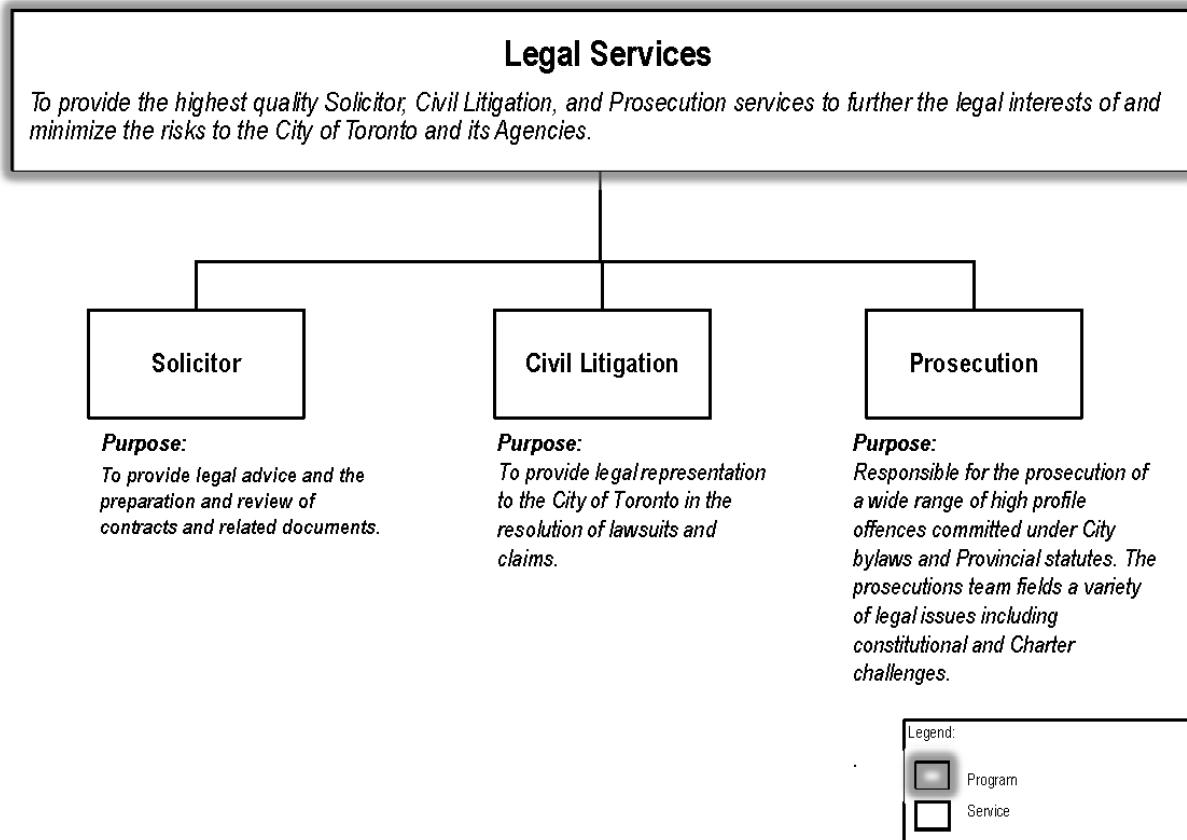 Legal Services
To provide the highest quality Solicitor, Civil Litigation, and Prosecution services to further the legal interests of and
minimize the risks to the City of Toronto and its Agencies.
Solicitor
Purpose:
To provide legal advice and the
preparation and review of
contracts and related documents.
Civil Litigation
Purpose:
To provide legal representation
to the City of Toronto in the
resolution of lawsuits and
claims.
Prosecution
Purpose:
Responsible for the prosecution of
a wide range of high profile
offences committed under City
bylaws and Provincial statutes. The
prosecutions team fields a variety
of legal issues including
constitutional and Charter
challenges.
.
Legend:
Program
Service